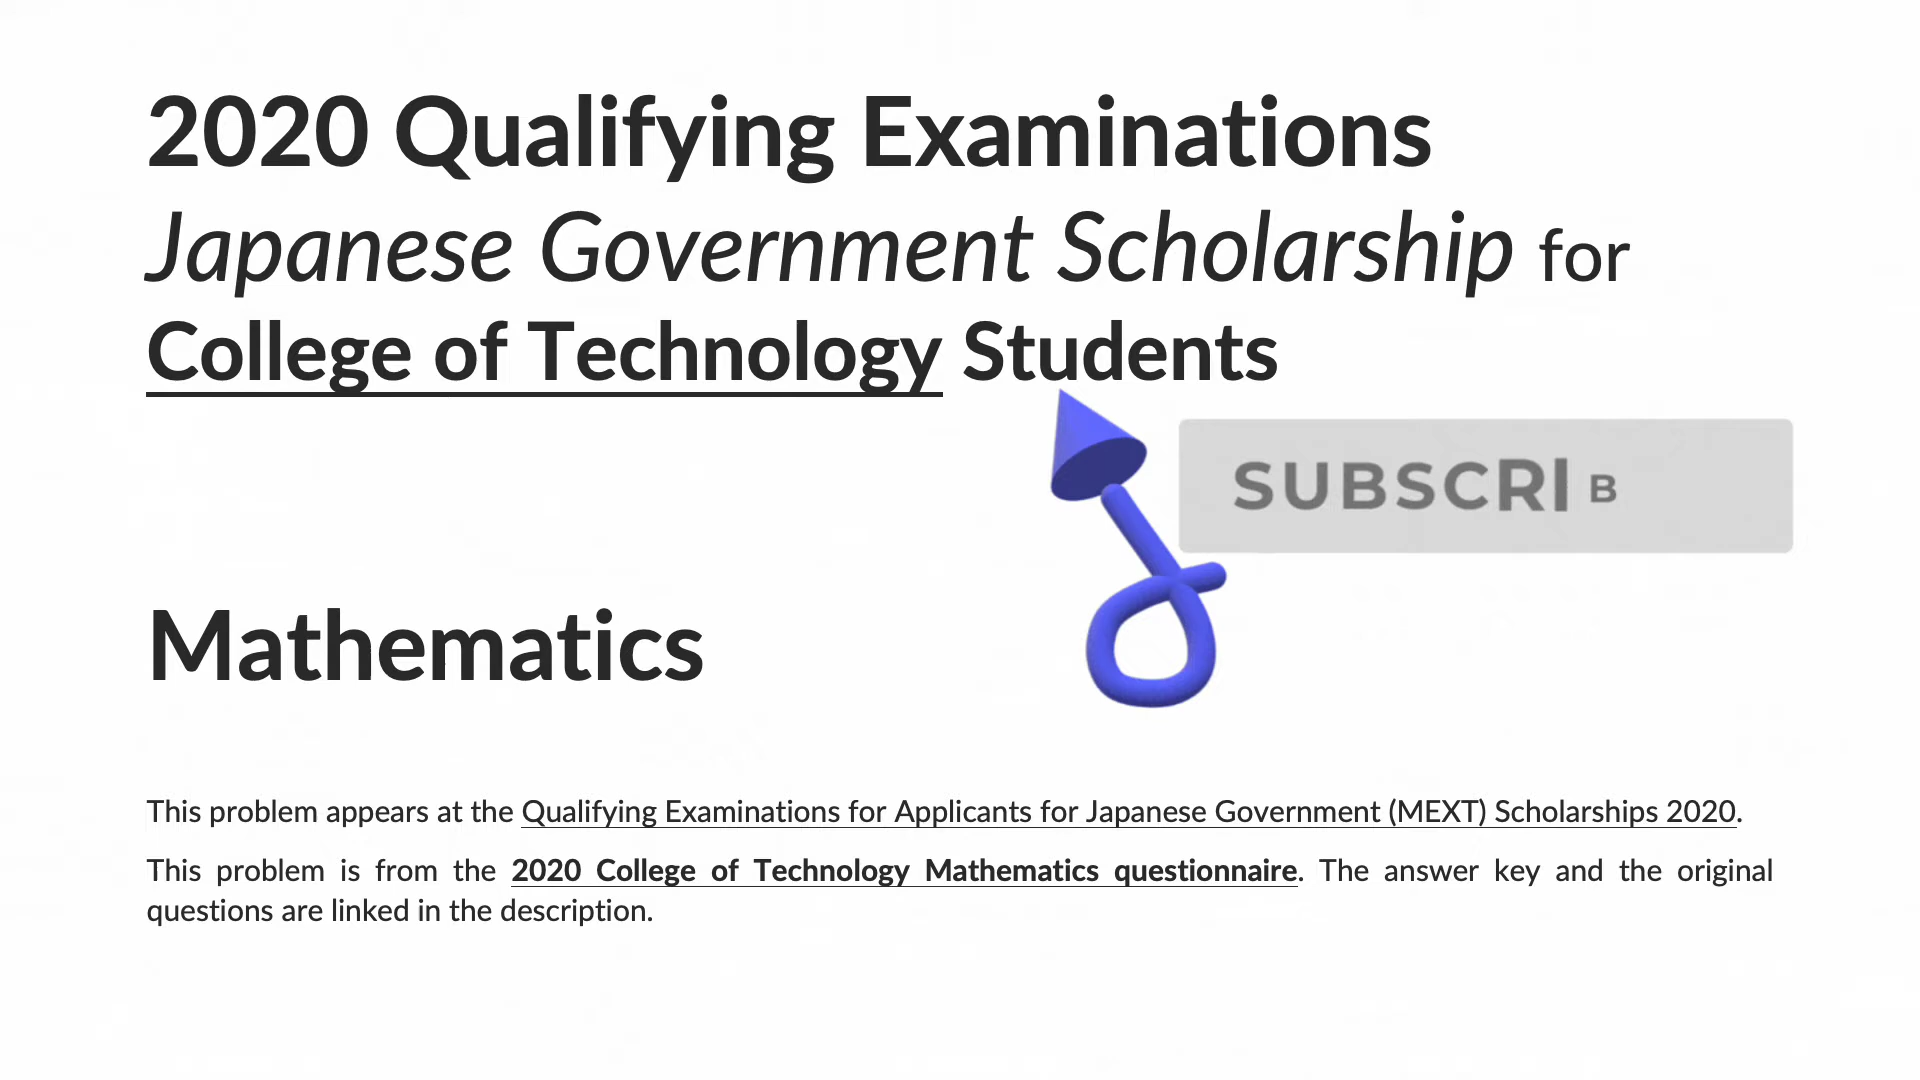 2020 Qualifying Examinations
Japanese Government Scholarship for
College of Technology Students
SUBSCRI B
Mathematics
This problem appears at the Qualifying Examinations for Applicants for Japanese Government (MEXT) Scholarships 2020.
This problem is from the 2020 College of Technology Mathematics questionnaire. The answer key and the original
questions are linked in the description.